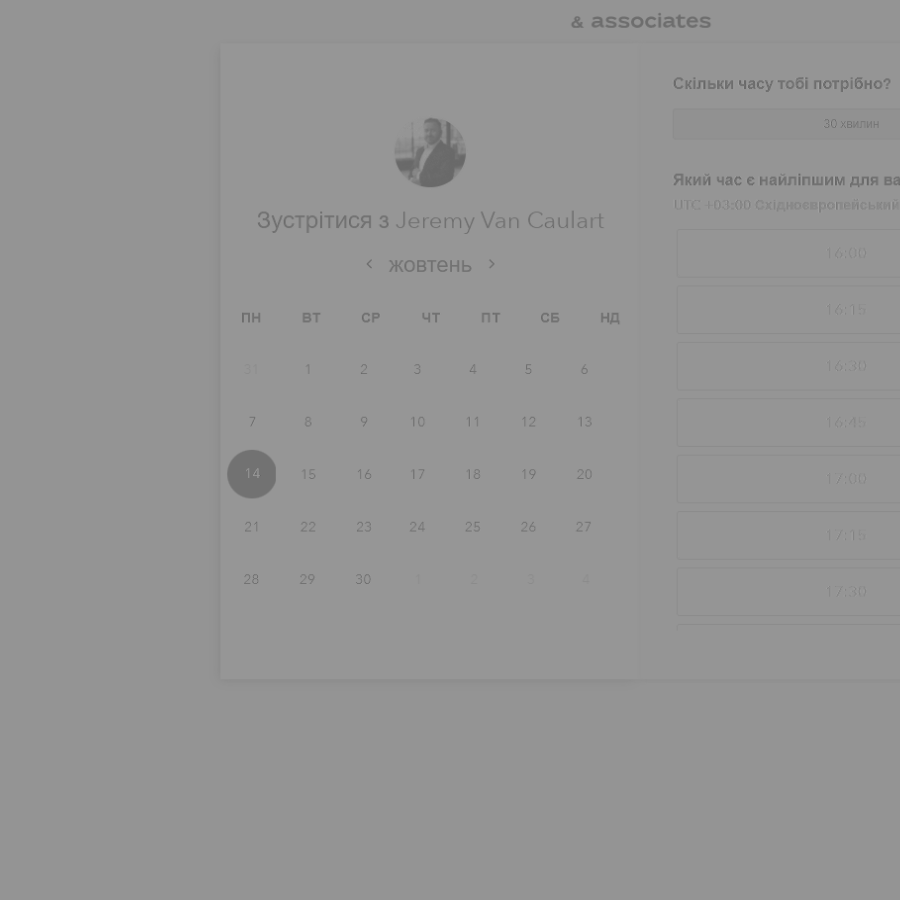 & associates
Зустрітися з Jeremy Van Caulart
< жовтень >
ПН ВТ СР ЧТ ПТ СБ НД
31 1 2 3 4 5 6
7 8 9 10 11 12 13
14 15 16 17 18 19 20
21 22 23 24 25 26 27
28 29 30 1 2 3 4
Скільки часу тобі потрібно?
30 хвилин
Який час є найліпшим для ва
UTC +03:00 Східноєвропейський
16:00
16:15
16:30
16:45
17:00
17:15
17:30